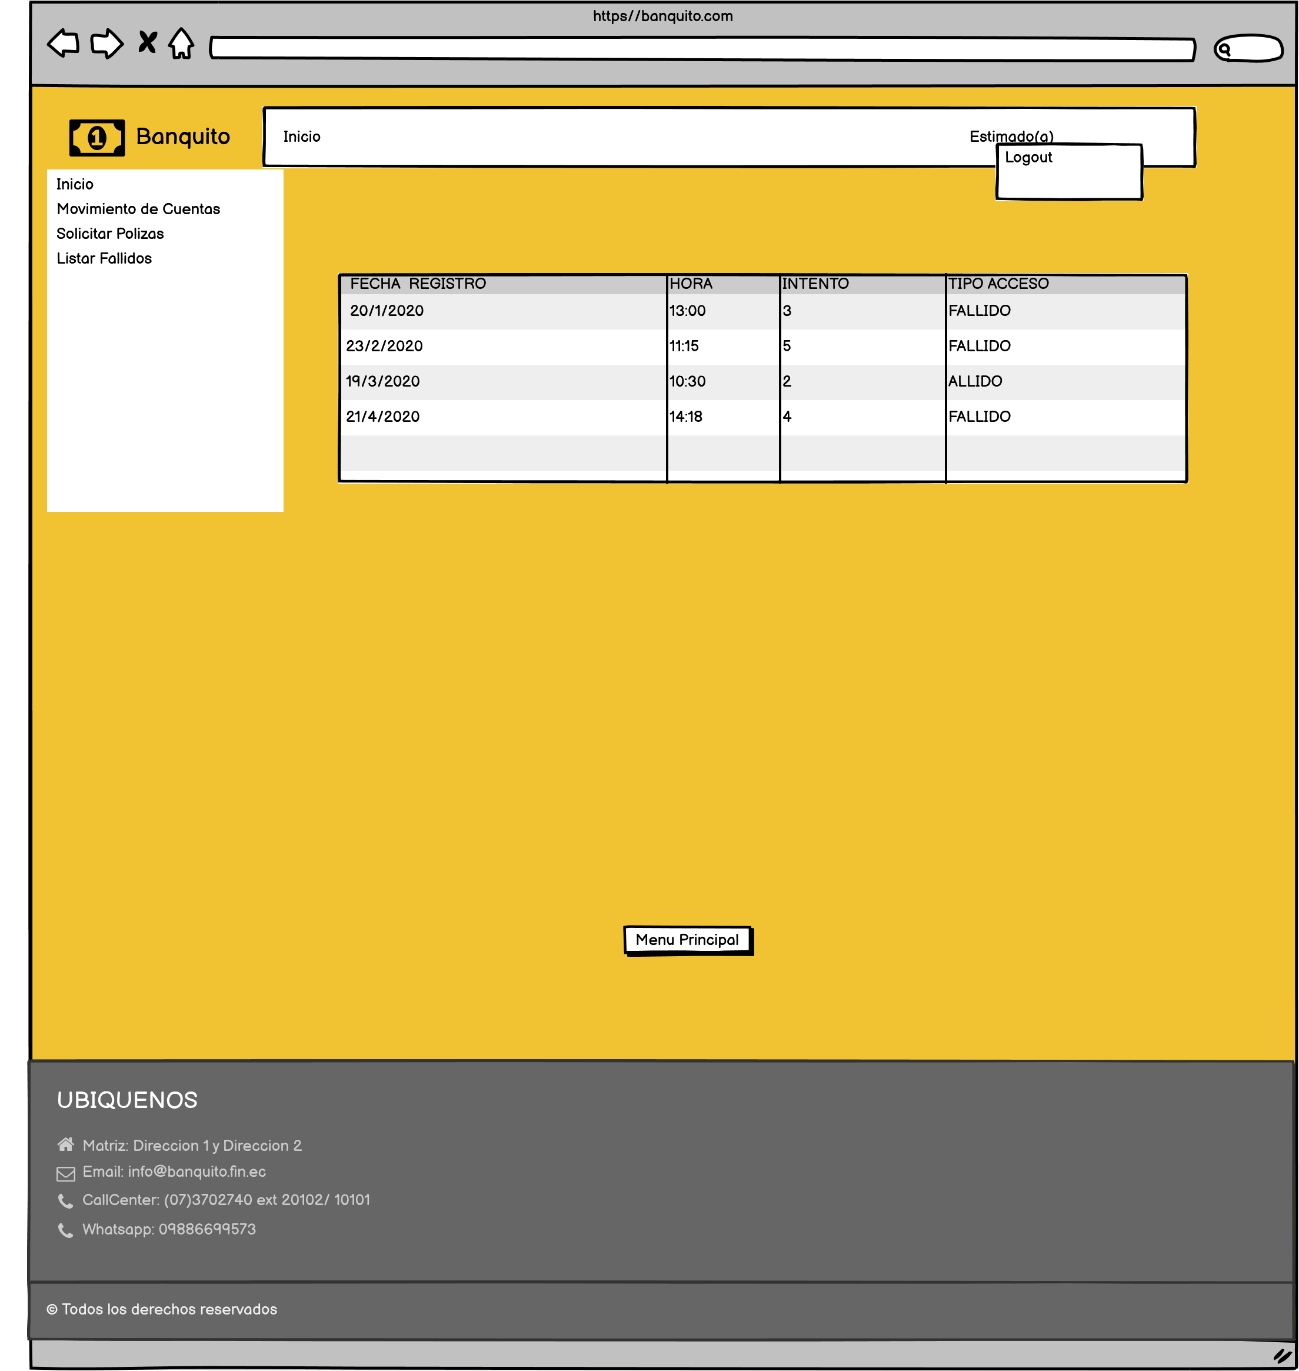 https//banquito.com
1 Banquito
Inicio Estimado(a)
Logout
Inicio
Movimiento de Cuentas
Solicitar Polizas
Listar Fallidos
FECHA REGISTRO HORA INTENTO TIPO ACCESO
20/1/2020 13:00 3 FALLIDO
23/2/2020 11:15 5 FALLIDO
19/3/2020 10:30 2 ALLIDO
21/4/2020 14:18 4 FALLIDO
Menu Principal
UBIQUENOS
Matriz: Direccion 1 y Direccion 2
Email: info@banquito.fin.ec
CallCenter: (07)3702740 ext 20102/ 10101
Whatsapp: 09886699573
© Todos los derechos reservados